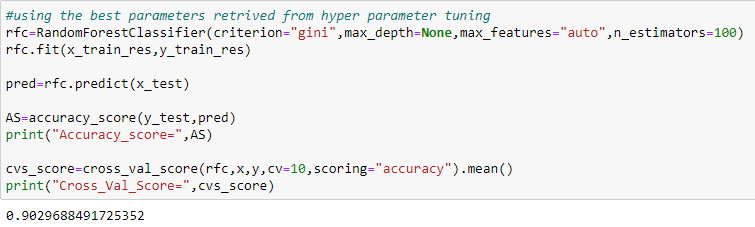 #using the best parameters retrived from hyper parameter tuning
rfc=RandomForestClassifier(criterion="gini",max_depth=None,max_features="auto",n_estimators=100)
rfc.fit(x_train_res,y_train_res)
pred=rfc.predict(x_test)
AS=accuracy_score(y_test,pred)
print("Accuracy_score=",AS)
cvs_score=cross_val_score(rfc,x,y,cv=10,scoring="accuracy").mean()
print("Cross_Val_Score=",cvs_score)
0.9029688491725352